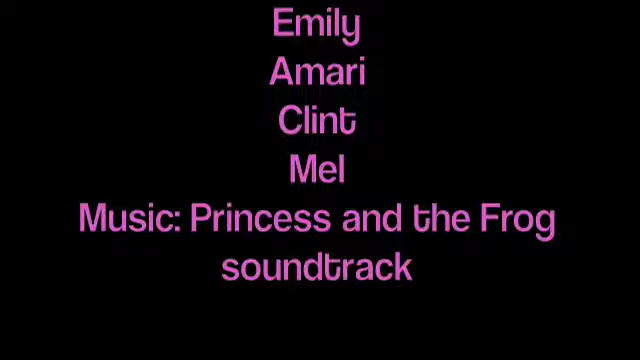 Emily
Amari
Clint
Mel
Music: Princess and the Frog
soundtrack